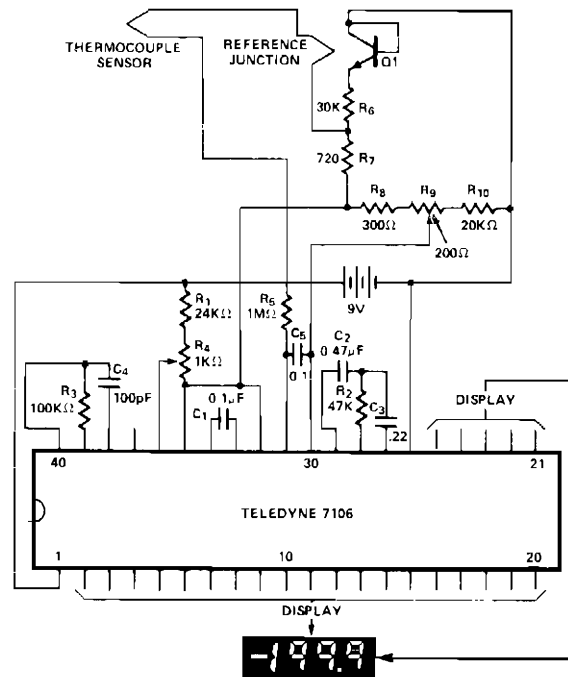 THERMOCOUPLE
SENSOR
REFERENCE
JUNCTION
Q1
30K
R6
720
R7
R8
300Ω
R9
200Ω
R10
20KΩ
9V
R1
24KΩ
R5
1MΩ
R4
1KΩ
C5
0 1
C2
0 47μF
R2
47K
C3
.22
C4
100pF
R3
100KΩ
0 1μF
C1
DISPLAY
40
30
21
TELEDYNE 7106
1
10
20
DISPLAY
-199.9